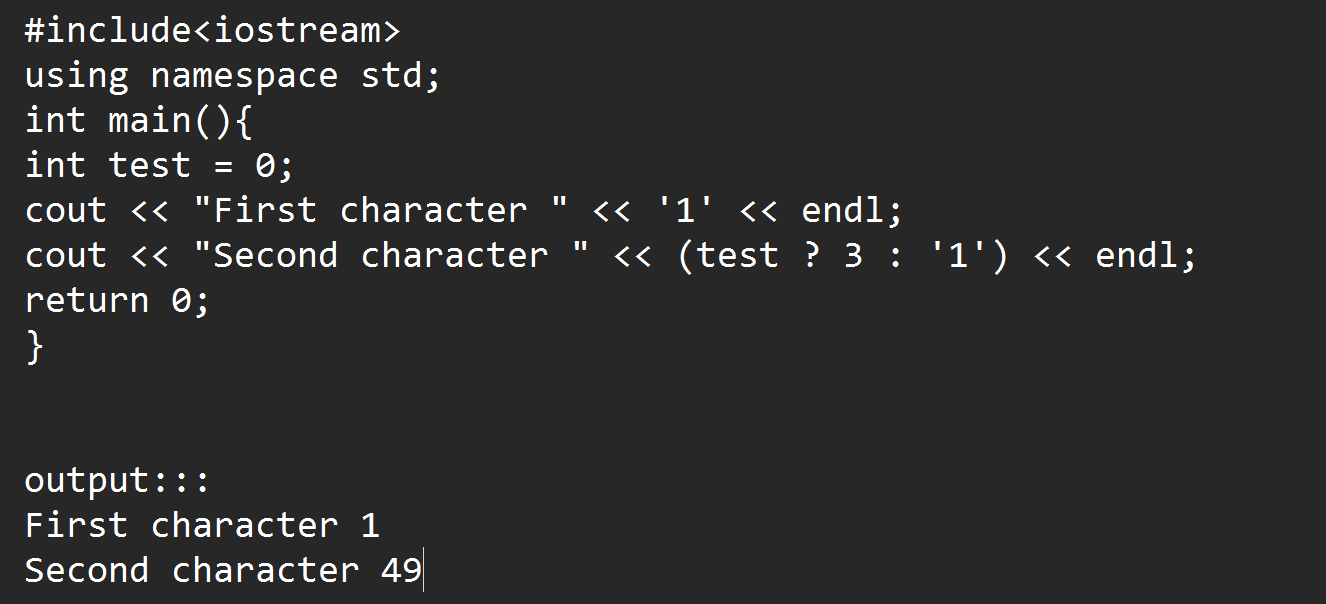 #include<iostream>
using namespace std;
int main(){
int test = 0;
cout << "First character " << '1' << endl;
cout << "Second character " << (test ? 3 : '1') << endl;
return 0;
}
output:::
First character 1
Second character 49